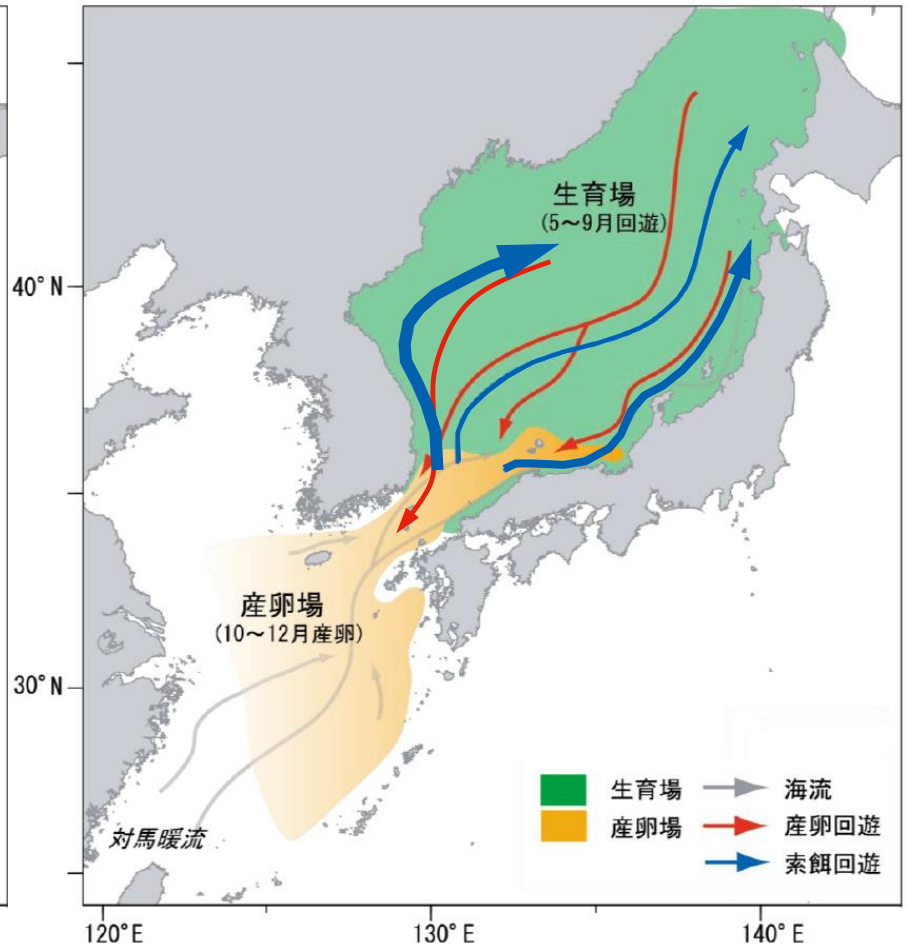 生育場
(5～9月回遊)
40°N
産卵場
(10～12月産卵)
30°N
対馬暖流
生育場
海流
産卵場
産卵回遊
索餌回遊
120°E
130°E
140°E